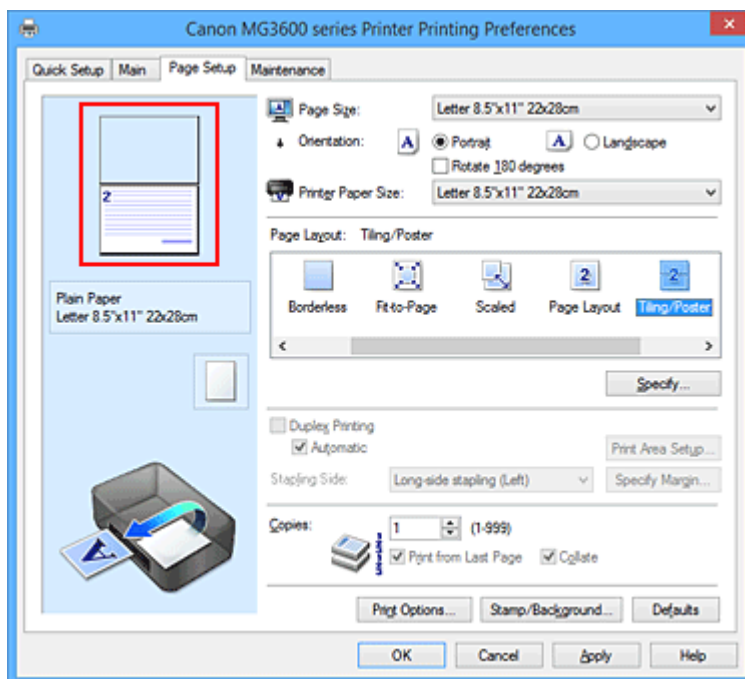 Canon MG3600 series Printer Printing Preferences
Quick Setup Main Page Setup Maintenance
2
Plain Paper
Letter 8.5"x11" 22x28cm
Page Size: Letter 8.5"x11" 22x28cm
Orientation: A Portrait A Landscape
Rotate 180 degrees
Printer Paper Size: Letter 8.5"x11" 22x28cm
Page Layout: Tiling/Poster
2 2
Borderless Fit-to-Page Scaled Page Layout Tiling/Poster
Specify...
Duplex Printing
Automatic Print Area Setup...
Stapling Side: Long-side stapling (Left) Specify Margin...
Copies: 1 (1-999)
Print from Last Page Collate
A
Print Options... Stamp/Background... Defaults
OK Cancel Apply Help